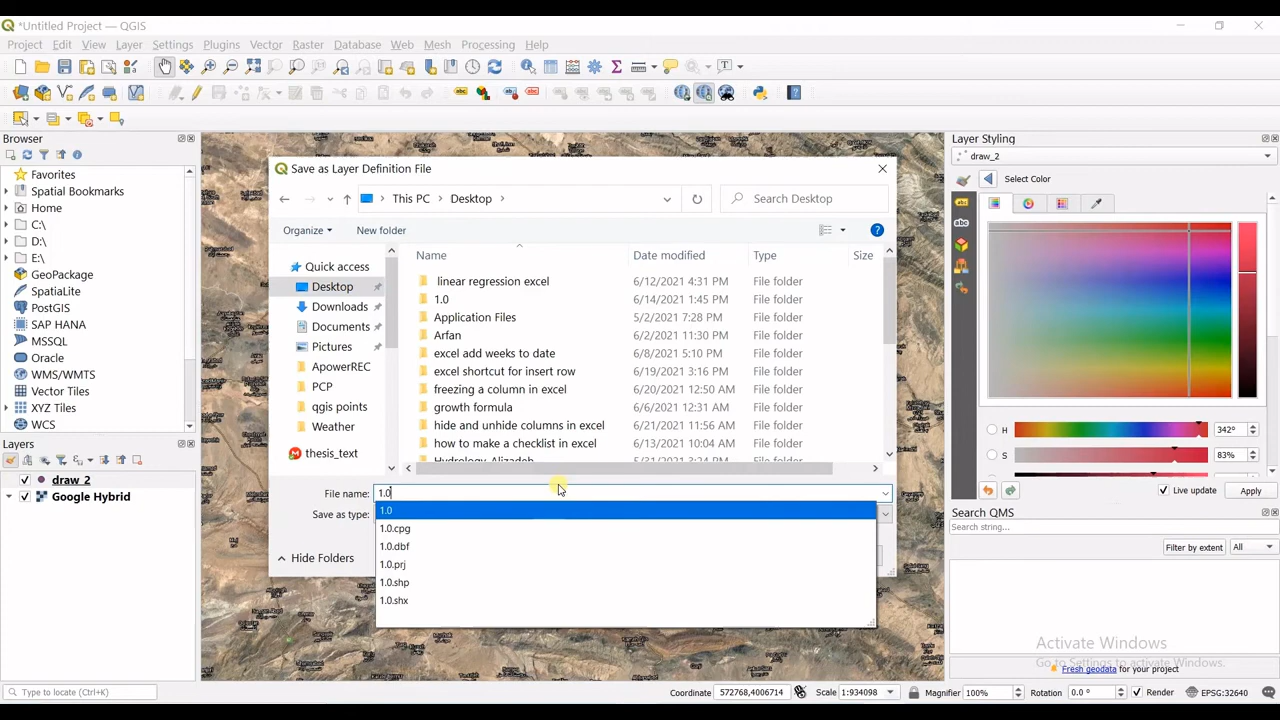 *Untitled Project — QGIS
Project Edit View Layer Settings Plugins Vector Raster Database Web Mesh Processing Help
Browser
Favorites
Spatial Bookmarks
Home
C:\
D:\
E:\
GeoPackage
SpatiaLite
PostGIS
SAP HANA
MSSQL
Oracle
WMS/WMTS
Vector Tiles
XYZ Tiles
WCS
Layers
draw_2
Google Hybrid
Save as Layer Definition File
This PC > Desktop >
Search Desktop
Organize New folder
Quick access
Desktop
Downloads
Documents
Pictures
ApowerREC
PCP
qgis points
Weather
thesis_text
Name Date modified Type Size
linear regression excel 6/12/2021 4:31 PM File folder
1.0 6/14/2021 1:45 PM File folder
Application Files 5/2/2021 7:28 PM File folder
Arfan 6/2/2021 11:30 PM File folder
excel add weeks to date 6/8/2021 5:10 PM File folder
excel shortcut for insert row 6/19/2021 3:16 PM File folder
freezing a column in excel 6/20/2021 12:50 AM File folder
growth formula 6/6/2021 12:31 AM File folder
hide and unhide columns in excel 6/21/2021 11:56 AM File folder
how to make a checklist in excel 6/13/2021 10:04 AM File folder
Hydrology_Alizadeh 5/31/2021 3:24 PM File folder
File name: 1.0
Save as type:
1.0
1.0.cpg
1.0.dbf
1.0.prj
1.0.shp
1.0.shx
Hide Folders
Layer Styling
draw_2
Select Color
H 342°
S 83%
Live update Apply
Search QMS
Search string...
Filter by extent All
Activate Windows
Go to Settings to activate Windows.
Fresh geodata for your project
Type to locate (Ctrl+K)
Coordinate 572768,4006714 Scale 1:934098 Magnifier 100% Rotation 0.0 ° Render EPSG:32640